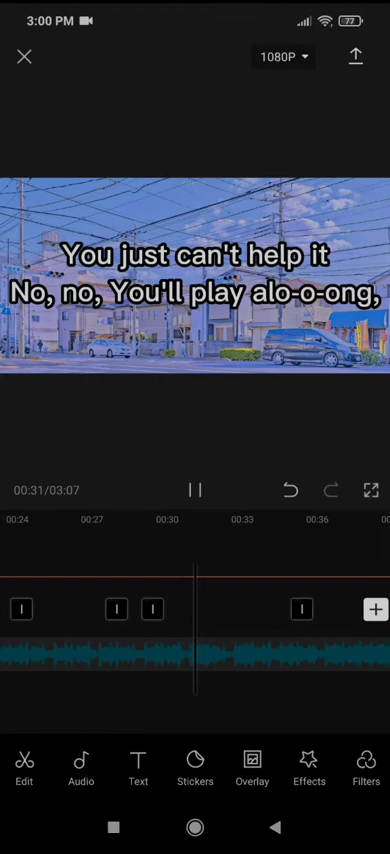 3:00 PM
77
1080P
You just can't help it
No, no, You'll play alo-o-ong,
00:31/03:07
00:24
00:27
00:30
00:33
00:36
Edit
Audio
Text
Stickers
Overlay
Effects
Filters